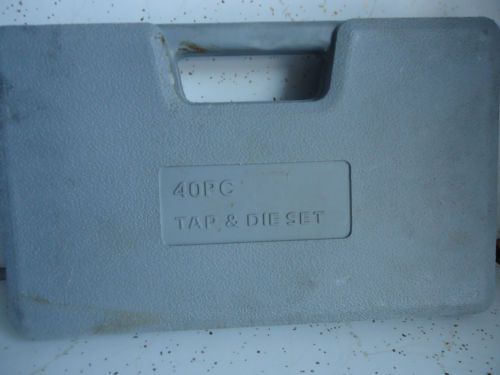 40PC
TAP & DIE SET